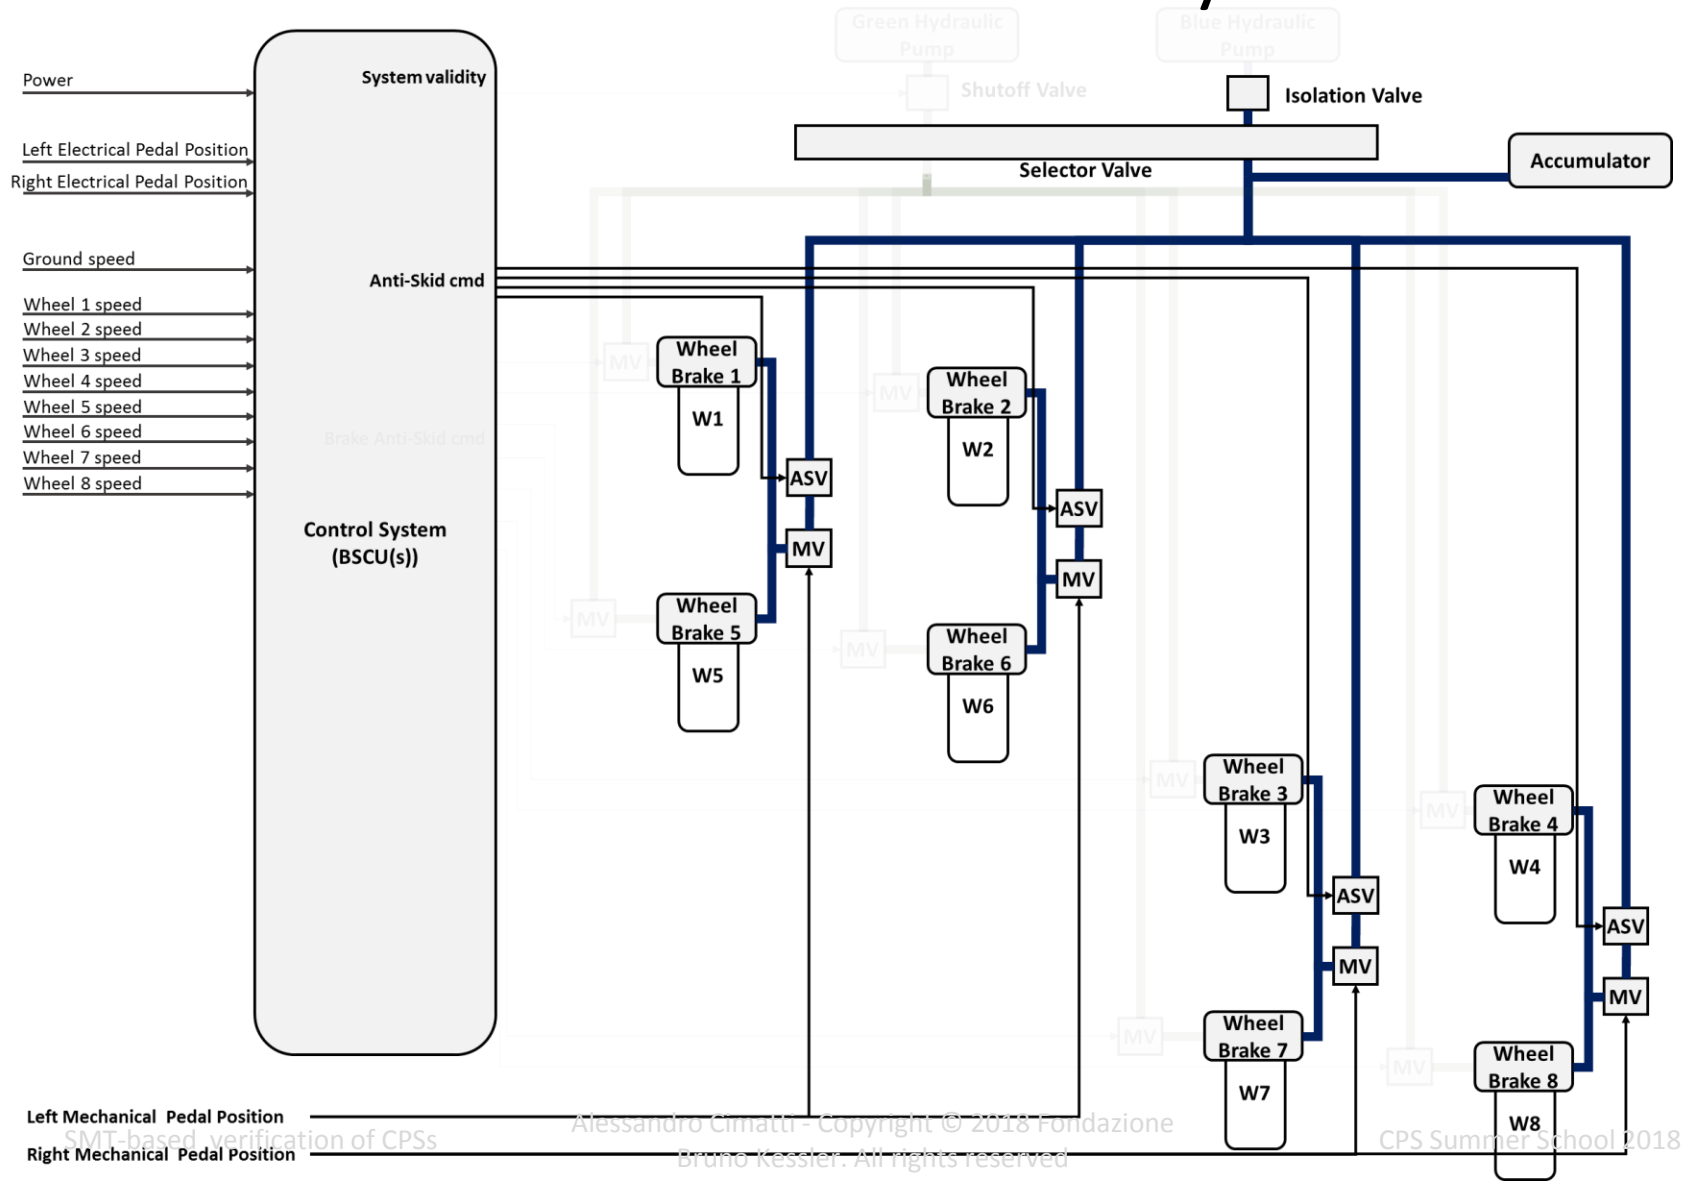 Green Hydraulic
Pump
Blue Hydraulic
Pump
Power
System validity
Shutoff Valve
Isolation Valve
Left Electrical Pedal Position
Right Electrical Pedal Position
Selector Valve
Accumulator
Ground speed
Anti-Skid cmd
Wheel 1 speed
Wheel 2 speed
Wheel 3 speed
Wheel 4 speed
Wheel 5 speed
Wheel 6 speed
Wheel 7 speed
Wheel 8 speed
Brake Anti-Skid cmd
Control System
(BSCU(s))
MV
Wheel
Brake 1
W1
ASV
MV
MV
Wheel
Brake 5
W5
MV
Wheel
Brake 2
W2
ASV
MV
MV
Wheel
Brake 6
W6
MV
Wheel
Brake 3
W3
ASV
MV
MV
Wheel
Brake 7
W7
MV
Wheel
Brake 4
W4
ASV
MV
MV
Wheel
Brake 8
W8
Left Mechanical Pedal Position
Right Mechanical Pedal Position
SMT-based verification of CPSs
Alessandro Cimatti - Copyright © 2018 Fondazione
Bruno Kessler. All rights reserved
CPS Summer School 2018